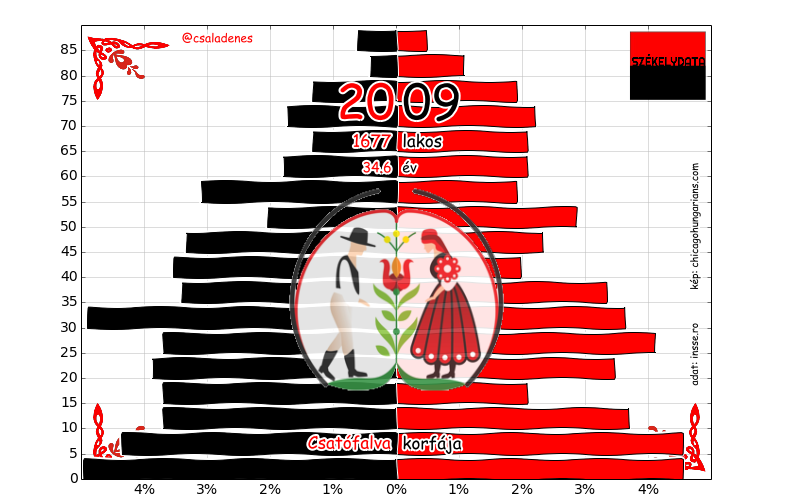 @csaladenes
SZÉKELYDATA
2009
1677 lakos
34.6 év
kép: chicagohungarians.com
adat: insse.ro
Csatófalva korfája
85
80
75
70
65
60
55
50
45
40
35
30
25
20
15
10
5
0
4% 3% 2% 1% 0% 1% 2% 3% 4%